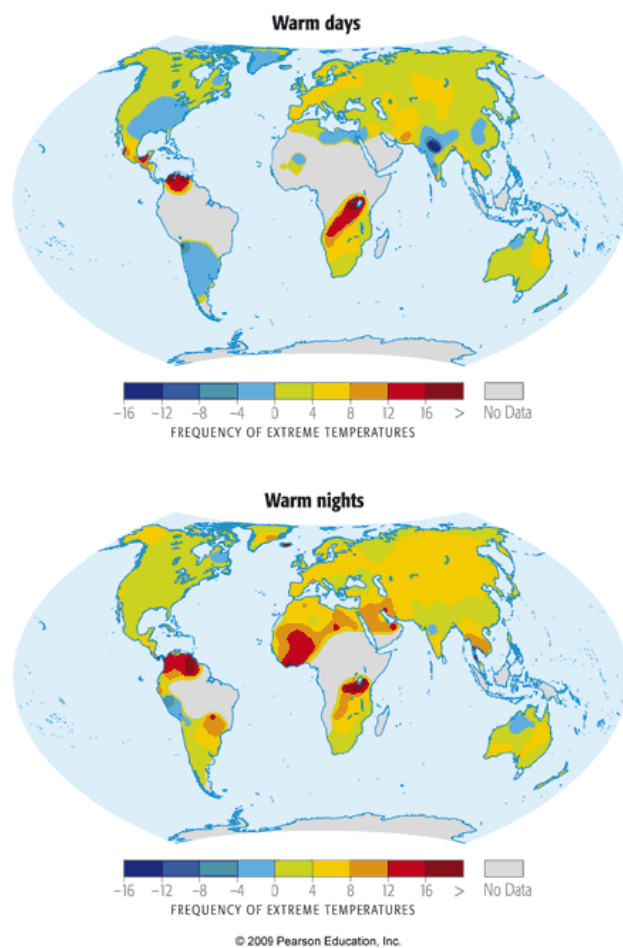 Warm days
−16 −12 −8 −4 0 4 8 12 16 > No Data
FREQUENCY OF EXTREME TEMPERATURES
Warm nights
−16 −12 −8 −4 0 4 8 12 16 > No Data
FREQUENCY OF EXTREME TEMPERATURES
© 2009 Pearson Education, Inc.